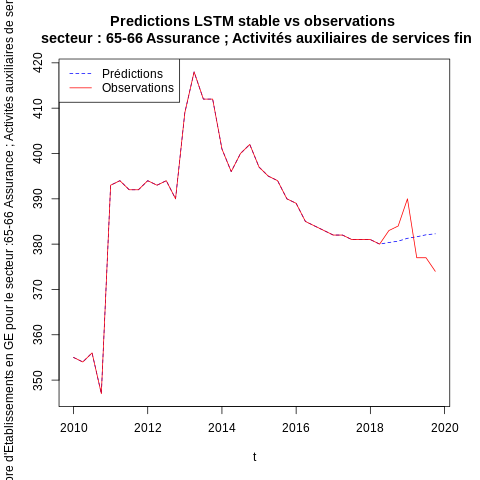 Predictions LSTM stable vs observations
secteur : 65-66 Assurance ; Activités auxiliaires de services fin
d'Etablissements en GE pour le secteur :65-66 Assurance ; Activités auxiliaires de
420
410
400
390
380
370
360
350
Prédictions
Observations
2010 2012 2014 2016 2018 2020
t